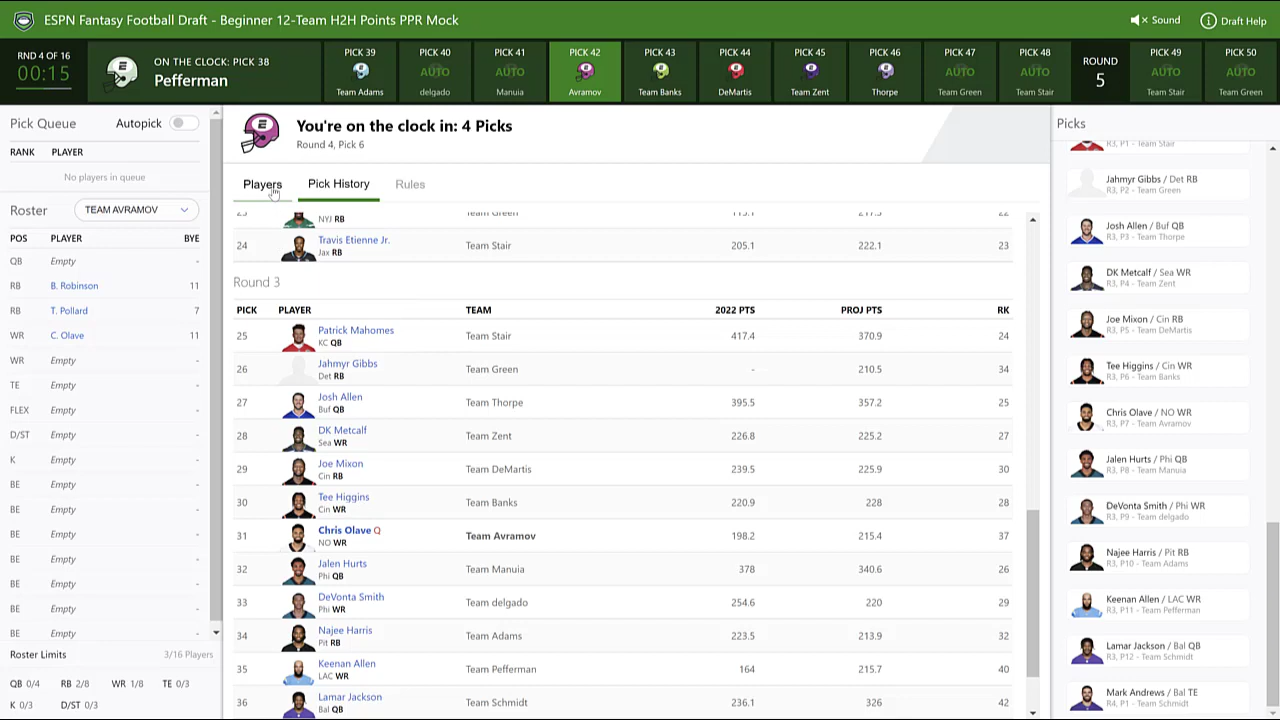 ESPN Fantasy Football Draft - Beginner 12-Team H2H Points PPR Mock
Sound
Draft Help
RND 4 OF 16
00:15
ON THE CLOCK: PICK 38
Pefferman
PICK 39
Team Adams
PICK 40
AUTO
delgado
PICK 41
AUTO
Manuia
PICK 42
Avramov
PICK 43
Team Banks
PICK 44
DeMartis
PICK 45
Team Zent
PICK 46
Thorpe
PICK 47
AUTO
Team Green
PICK 48
AUTO
Team Stair
ROUND
5
PICK 49
AUTO
Team Stair
PICK 50
AUTO
Team Green
Pick Queue
Autopick
RANK PLAYER
No players in queue
Roster
TEAM AVRAMOV
POS PLAYER BYE
QB Empty -
RB B. Robinson 11
RB T. Pollard 7
WR C. Olave 11
WR Empty -
TE Empty -
FLEX Empty -
D/ST Empty -
K Empty -
BE Empty -
BE Empty -
BE Empty -
BE Empty -
BE Empty -
BE Empty -
BE Empty -
Roster Limits 3/16 Players
QB 0/4 RB 2/8 WR 1/8 TE 0/3
K 0/3 D/ST 0/3
You're on the clock in: 4 Picks
Round 4, Pick 6
Players
Pick History
Rules
NYJ RB
Team Green
24 Travis Etienne Jr. Team Stair 205.1 222.1 23
Jax RB
Round 3
PICK PLAYER TEAM 2022 PTS PROJ PTS RK
25 Patrick Mahomes Team Stair 417.4 370.9 24
KC QB
26 Jahmyr Gibbs Team Green - 210.5 34
Det RB
27 Josh Allen Team Thorpe 395.5 357.2 25
Buf QB
28 DK Metcalf Team Zent 226.8 225.2 27
Sea WR
29 Joe Mixon Team DeMartis 239.5 225.9 30
Cin RB
30 Tee Higgins Team Banks 220.9 228 28
Cin WR
31 Chris Olave Q Team Avramov 198.2 215.4 37
NO WR
32 Jalen Hurts Team Manuia 378 340.6 26
Phi QB
33 DeVonta Smith Team delgado 254.6 220 29
Phi WR
34 Najee Harris Team Adams 223.5 213.9 32
Pit RB
35 Keenan Allen Team Pefferman 164 215.7 40
LAC WR
36 Lamar Jackson Team Schmidt 236.1 326 42
Bal QB
Picks
R3, P1 - Team Stair
Jahmyr Gibbs / Det RB
R3, P2 - Team Green
Josh Allen / Buf QB
R3, P3 - Team Thorpe
DK Metcalf / Sea WR
R3, P4 - Team Zent
Joe Mixon / Cin RB
R3, P5 - Team DeMartis
Tee Higgins / Cin WR
R3, P6 - Team Banks
Chris Olave / NO WR
R3, P7 - Team Avramov
Jalen Hurts / Phi QB
R3, P8 - Team Manuia
DeVonta Smith / Phi WR
R3, P9 - Team delgado
Najee Harris / Pit RB
R3, P10 - Team Adams
Keenan Allen / LAC WR
R3, P11 - Team Pefferman
Lamar Jackson / Bal QB
R3, P12 - Team Schmidt
Mark Andrews / Bal TE
R4, P1 - Team Schmidt